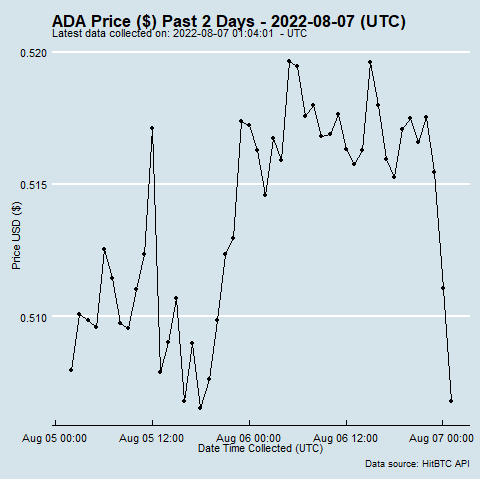 ADA Price ($) Past 2 Days - 2022-08-07 (UTC)
Latest data collected on: 2022-08-07 01:04:01 - UTC
0.520
0.515
0.510
Price USD ($)
Aug 05 00:00
Aug 05 12:00
Aug 06 00:00
Aug 06 12:00
Aug 07 00:00
Date Time Collected (UTC)
Data source: HitBTC API